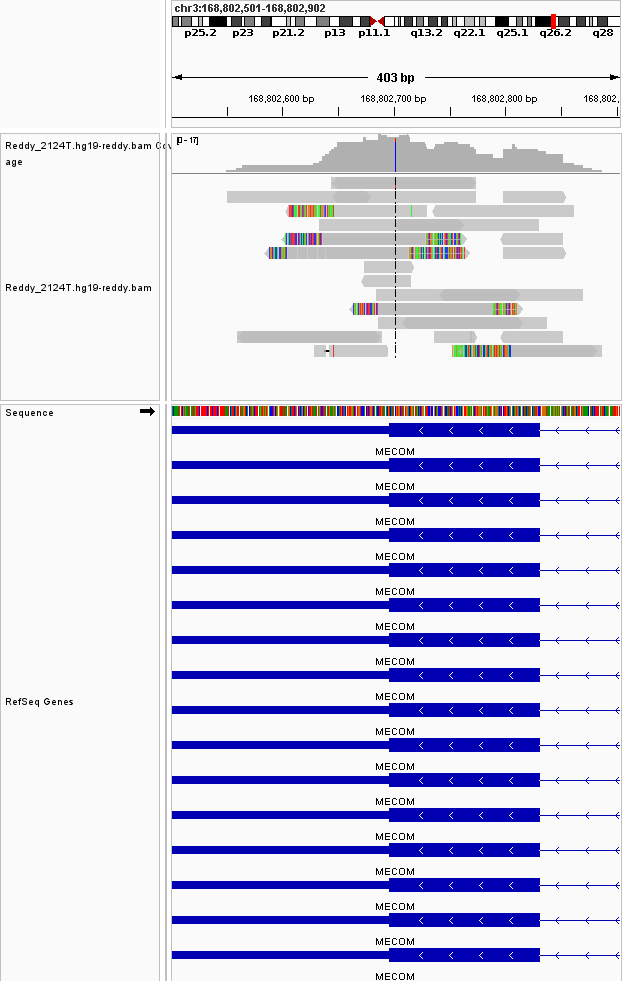 chr3:168,802,501-168,802,902
p25.2 p23 p21.2 p13 p11.1 q13.2 q22.1 q25.1 q26.2 q28
403 bp
168,802,600 bp 168,802,700 bp 168,802,800 bp 168,802,
Reddy_2124T.hg19-reddy.bam Cov
age
[0 - 17]
Reddy_2124T.hg19-reddy.bam
Sequence
MECOM
MECOM
MECOM
MECOM
MECOM
MECOM
MECOM
MECOM
RefSeq Genes
MECOM
MECOM
MECOM
MECOM
MECOM
MECOM
MECOM
MECOM